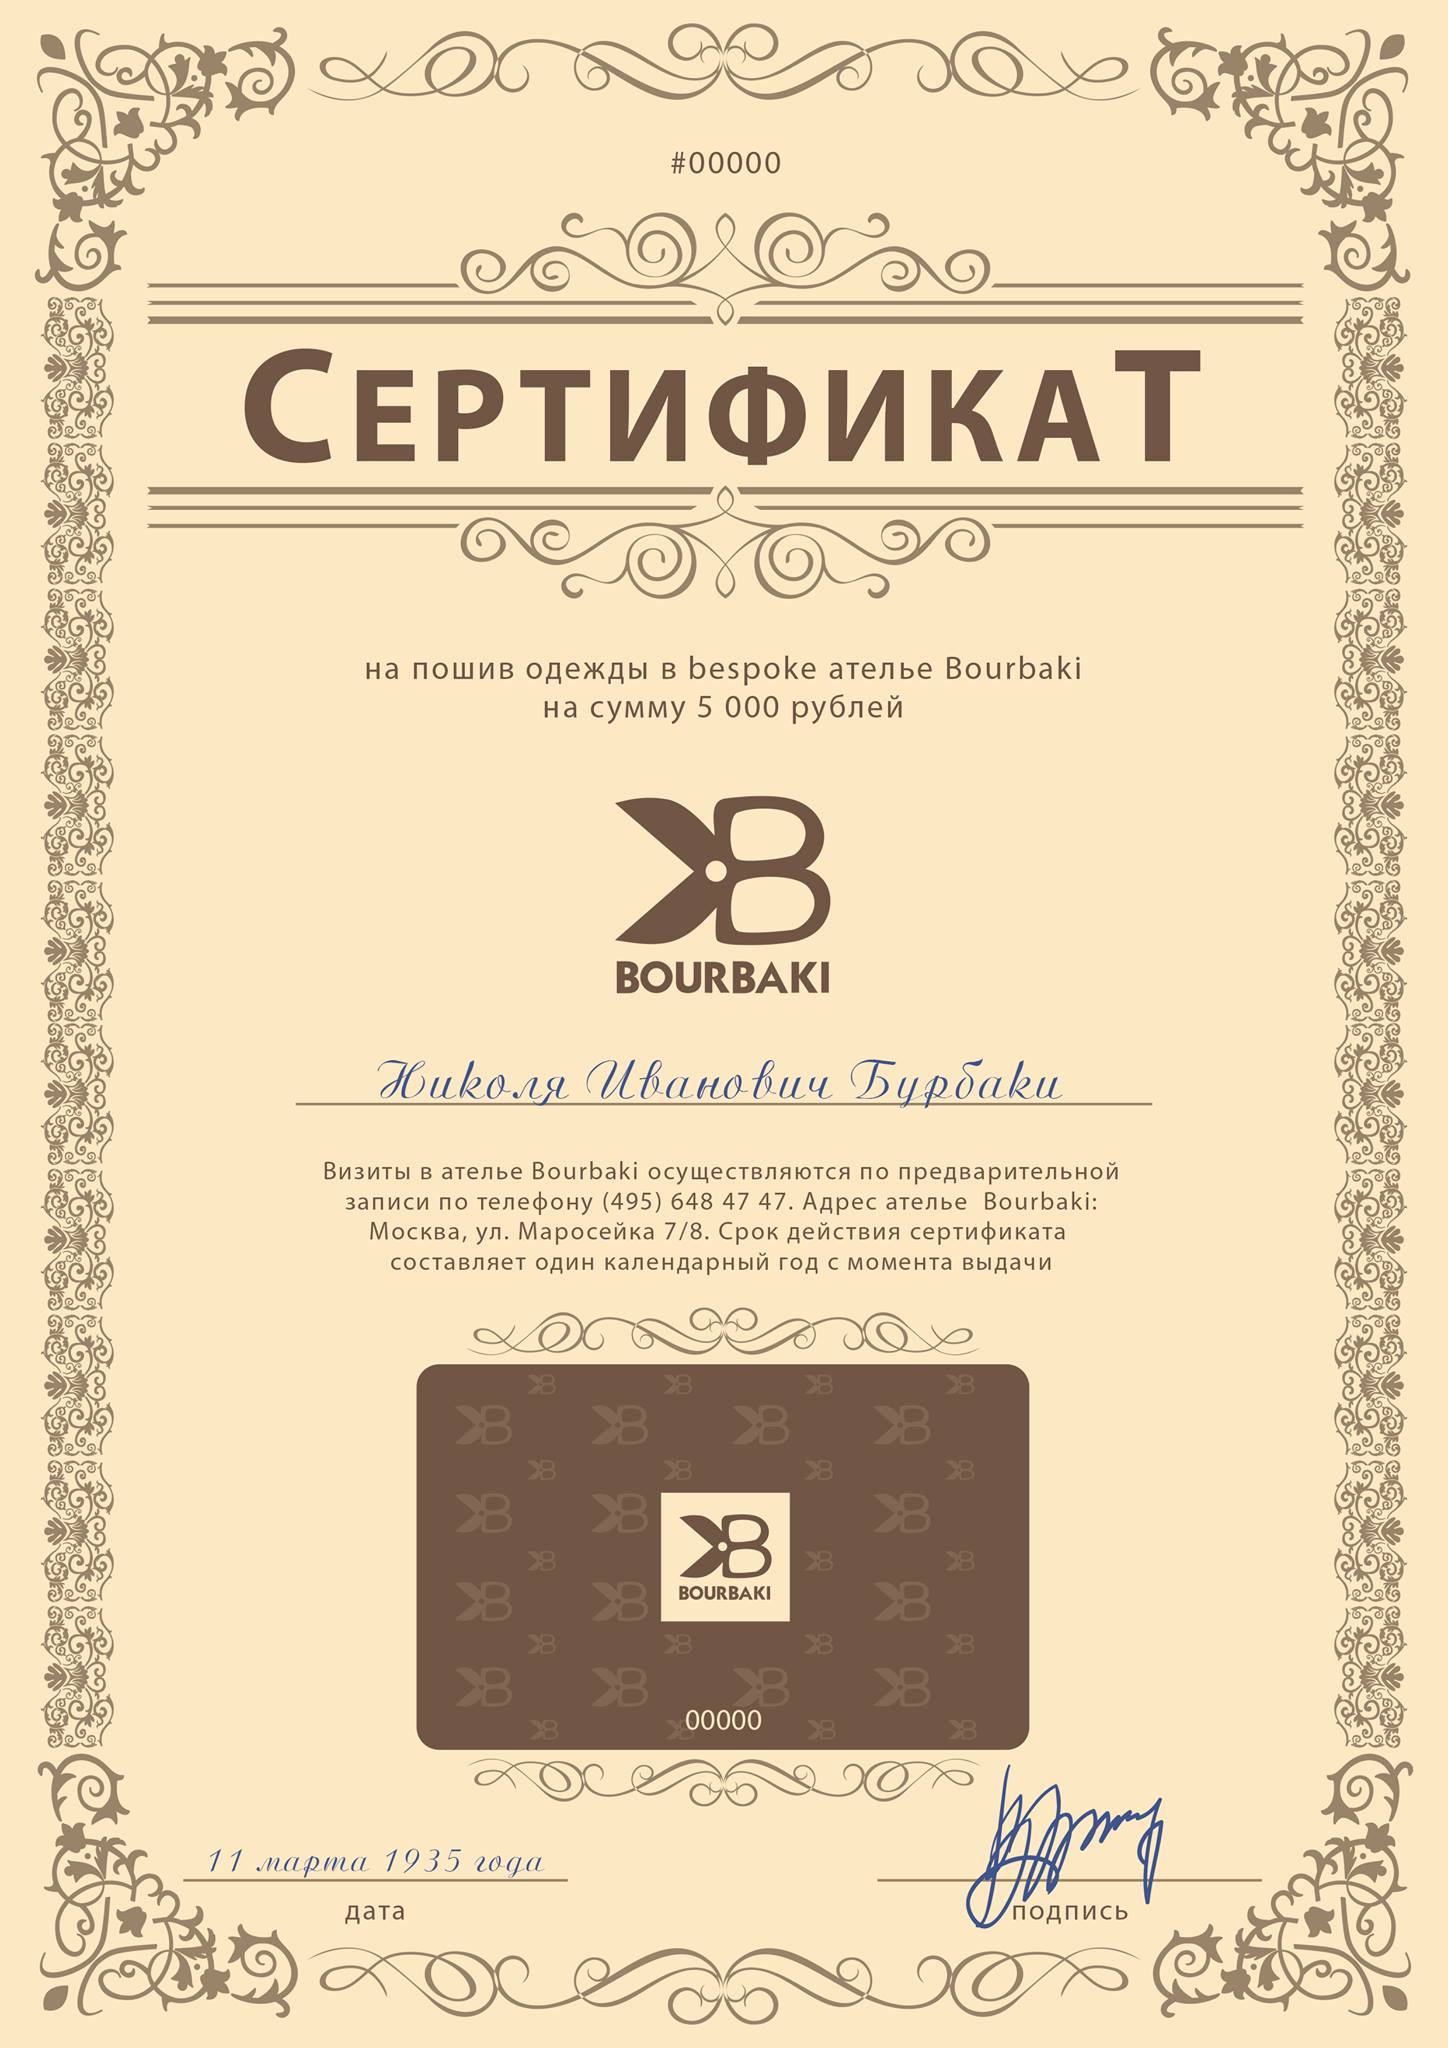 #00000
СЕРТИФИКАТ
на пошив одежды в bespoke ателье Bourbaki
на сумму 5 000 рублей
BOURBAKI
Николя Иванович Бурбаки
Визиты в ателье Bourbaki осуществляются по предварительной
записи по телефону (495) 648 47 47. Адрес ателье Bourbaki:
Москва, ул. Маросейка 7/8. Срок действия сертификата
составляет один календарный год с момента выдачи
BOURBAKI
00000
11 марта 1935 года
дата
подпись